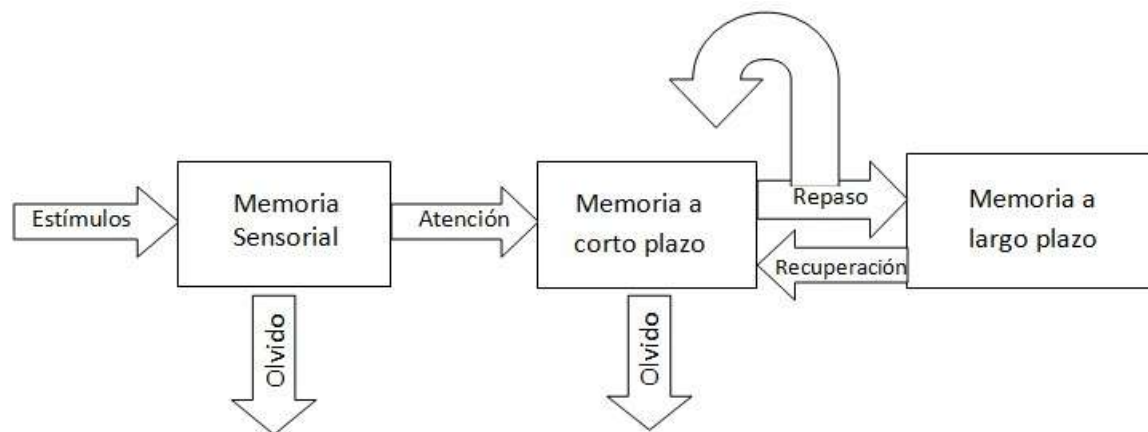 Estímulos
Memoria
Sensorial
Atención
Memoria a
corto plazo
Repaso
Recuperación
Memoria a
largo plazo
Olvido
Olvido